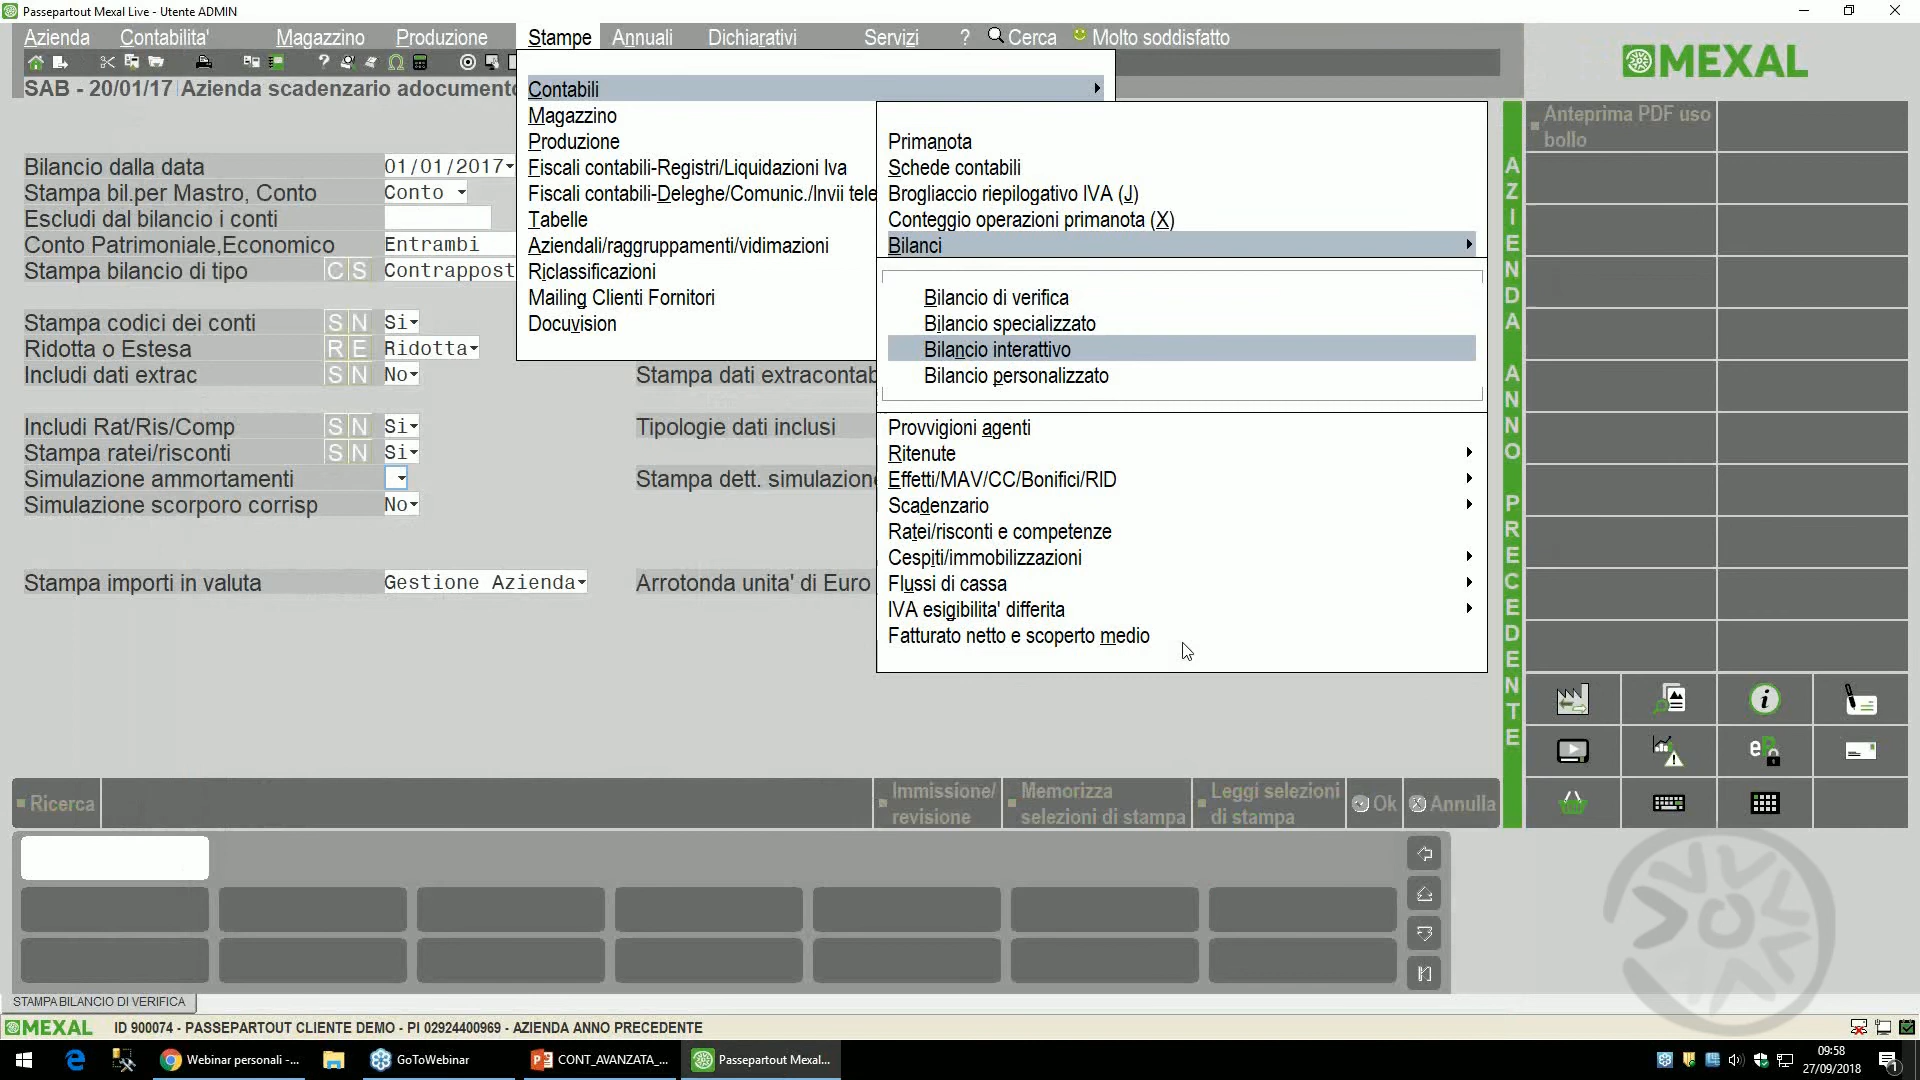 Passepartout Mexal Live - Utente ADMIN
Azienda Contabilita' Magazzino Produzione Stampe Annuali Dichiarativi Servizi ? Cerca Molto soddisfatto
MEXAL
SAB - 20/01/17 Azienda scadenzario adocumento
Contabili
Magazzino
Produzione
Fiscali contabili-Registri/Liquidazioni Iva
Fiscali contabili-Deleghe/Comunic./Invii tele
Tabelle
Aziendali/raggruppamenti/vidimazioni
Riclassificazioni
Mailing Clienti Fornitori
Docuvision
Primanota
Schede contabili
Brogliaccio riepilogativo IVA (J)
Conteggio operazioni primanota (X)
Bilanci
Bilancio di verifica
Bilancio specializzato
Bilancio interattivo
Bilancio personalizzato
Provvigioni agenti
Ritenute
Effetti/MAV/CC/Bonifici/RID
Scadenzario
Ratei/risconti e competenze
Cespiti/immobilizzazioni
Flussi di cassa
IVA esigibilita' differita
Fatturato netto e scoperto medio
Bilancio dalla data 01/01/2017
Stampa bil.per Mastro, Conto Conto
Escludi dal bilancio i conti
Conto Patrimoniale,Economico Entrambi
Stampa bilancio di tipo C S Contrappost
Stampa codici dei conti S N Si
Ridotta o Estesa R E Ridotta
Includi dati extrac S N No
Stampa dati extracontab
Includi Rat/Ris/Comp S N Si
Tipologie dati inclusi
Stampa ratei/risconti S N Si
Simulazione ammortamenti
Stampa dett. simulazione
Simulazione scorporo corrisp No
Stampa importi in valuta Gestione Azienda
Arrotonda unita' di Euro
AZIENDA ANNO PRECEDENTE
Anteprima PDF uso
bollo
Ricerca
Immissione/
revisione
Memorizza
selezioni di stampa
Leggi selezioni
di stampa
Ok
Annulla
STAMPA BILANCIO DI VERIFICA
MEXAL ID 900074 - PASSEPARTOUT CLIENTE DEMO - PI 02924400969 - AZIENDA ANNO PRECEDENTE
Webinar personali -...
GoToWebinar
CONT_AVANZATA_...
Passepartout Mexal...
09:58
27/09/2018
1